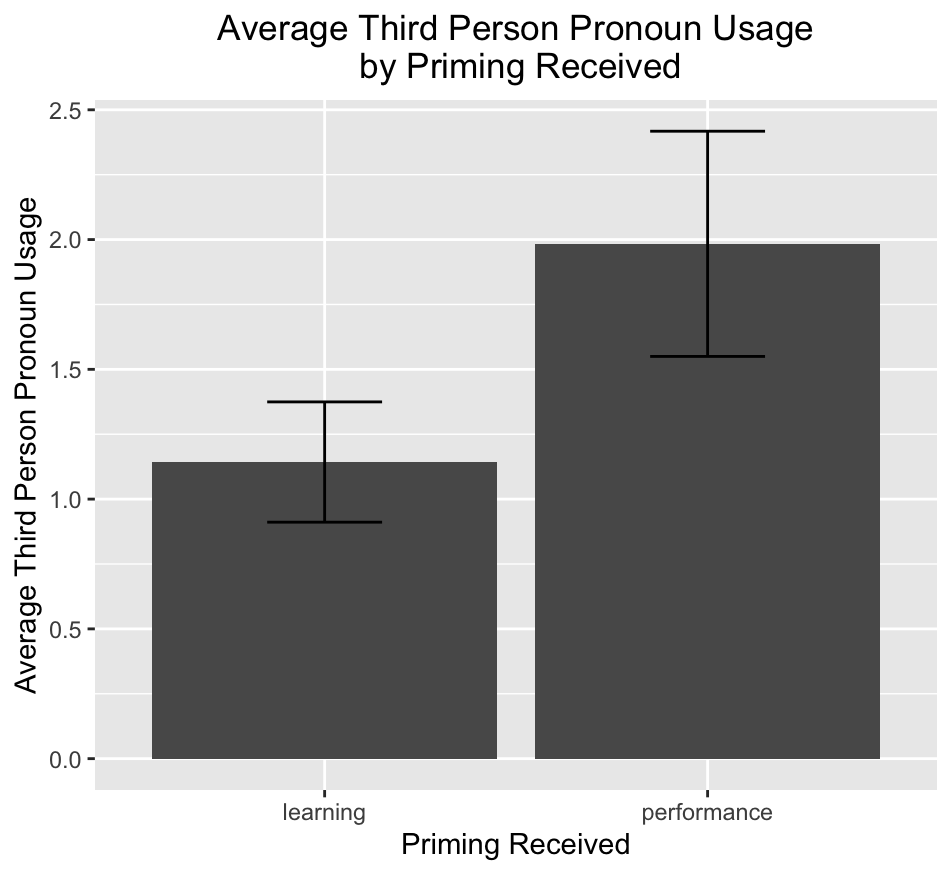 Average Third Person Pronoun Usage
by Priming Received
Average Third Person Pronoun Usage
2.5
2.0
1.5
1.0
0.5
0.0
learning performance
Priming Received